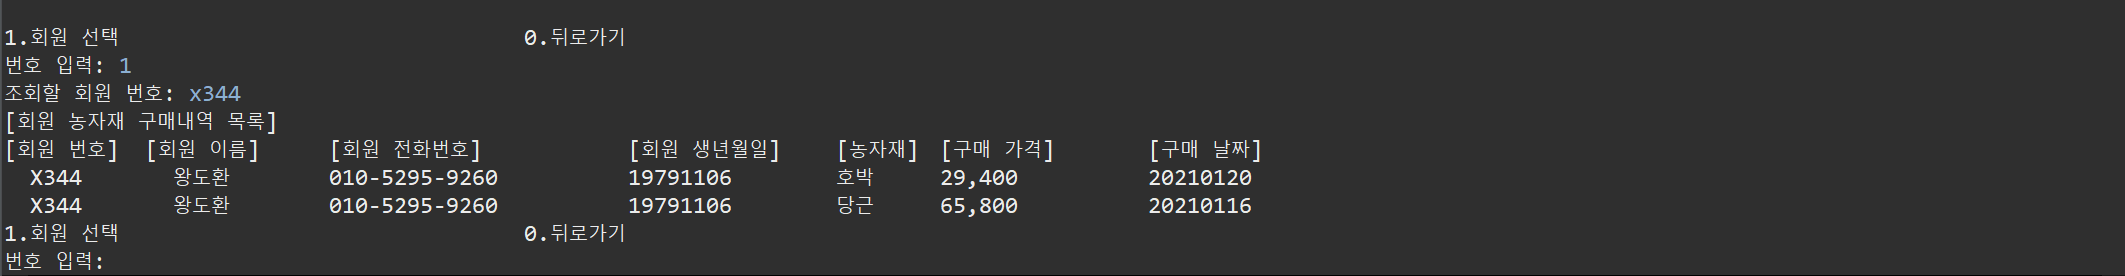 1.회원 선택 0.뒤로가기
번호 입력: 1
조회할 회원 번호: x344
[회원 농자재 구매내역 목록]
[회원 번호] [회원 이름] [회원 전화번호] [회원 생년월일] [농자재] [구매 가격] [구매 날짜]
X344 왕도환 010-5295-9260 19791106 호박 29,400 20210120
X344 왕도환 010-5295-9260 19791106 당근 65,800 20210116
1.회원 선택 0.뒤로가기
번호 입력: